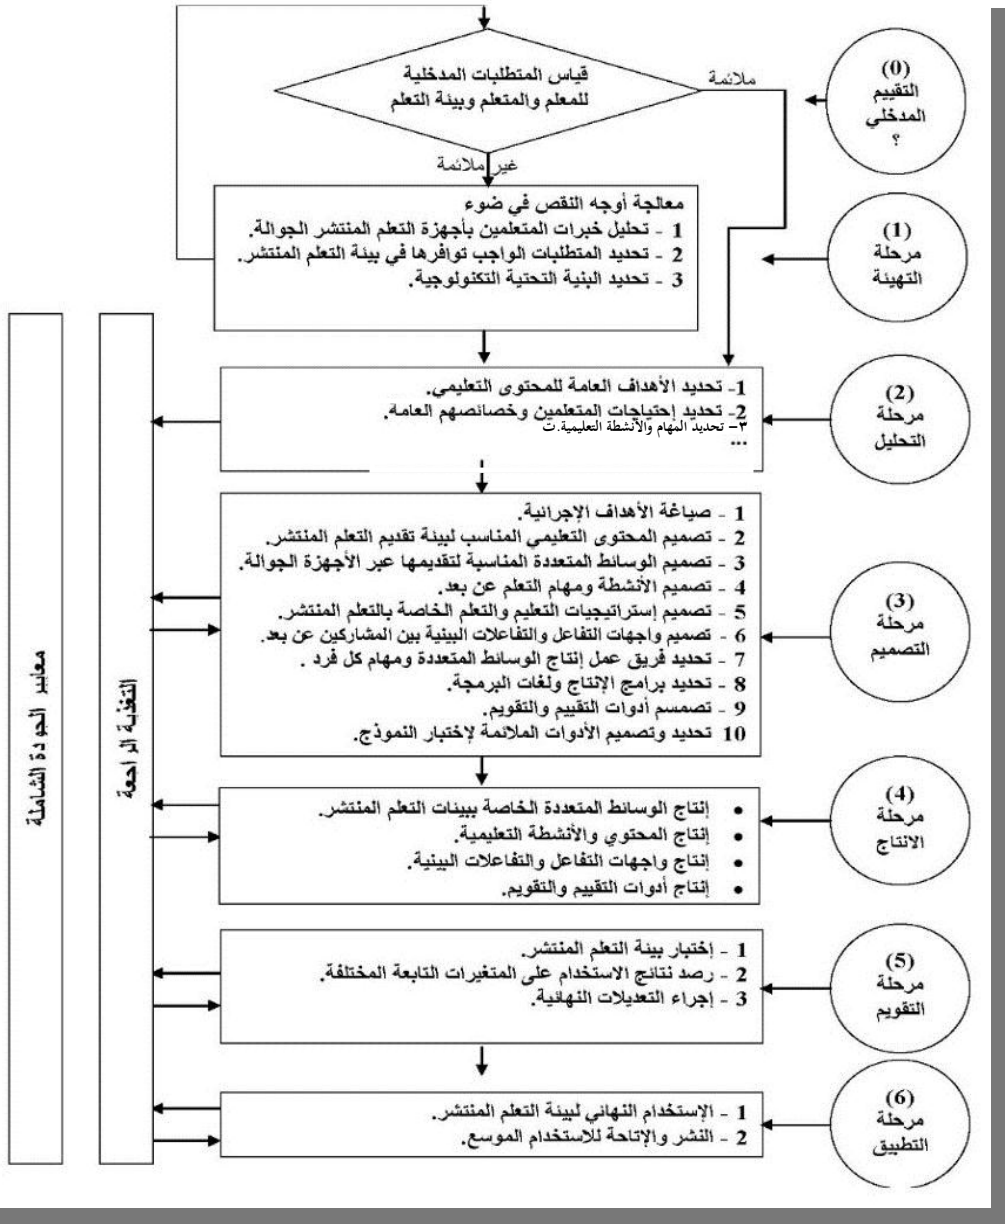 (0)
التقييم
المدخلي
؟
قياس المتطلبات المدخلية
للمعلم والمتعلم وبيئة التعلم
ملائمة
غير ملائمة
(1)
مرحلة
التهيئة
معالجة أوجه النقص في ضوء
1 - تحليل خبرات المتعلمين بأجهزة التعلم المنتشر الجوالة.
2 - تحديد المتطلبات الواجب توافرها في بيئة التعلم المنتشر.
3 - تحديد البنية التحتية التكنولوجية.
(2)
مرحلة
التحليل
1- تحديد الأهداف العامة للمحتوى التعليمي.
2- تحديد إحتياجات المتعلمين وخصائصهم العامة.
٣- تحديد المهام والأنشطة التعليمية.ت
...
(3)
مرحلة
التصميم
1 - صياغة الأهداف الإجرائية.
2 - تصميم المحتوى التعليمي المناسب لبيئة تقديم التعلم المنتشر.
3 - تصميم الوسائط المتعددة المناسبة لتقديمها عبر الأجهزة الجوالة.
4 - تصميم الأنشطة ومهام التعلم عن بعد.
5 - تصميم إستراتيجيات التعليم والتعلم الخاصة بالتعلم المنتشر.
6 - تصميم واجهات التفاعل والتفاعلات البينية بين المشاركين عن بعد.
7 - تحديد فريق عمل إنتاج الوسائط المتعددة ومهام كل فرد .
8 - تحديد برامج الإنتاج ولغات البرمجة.
9 - تصمسم أدوات التقييم والتقويم.
10 تحديد وتصميم الأدوات الملائمة لإختبار النموذج.
(4)
مرحلة
الانتاج
• إنتاج الوسائط المتعددة الخاصة ببيئات التعلم المنتشر.
• إنتاج المحتوي والأنشطة التعليمية.
• إنتاج واجهات التفاعل والتفاعلات البينية.
• إنتاج أدوات التقييم والتقويم.
(5)
مرحلة
التقويم
1 - إختبار بيئة التعلم المنتشر.
2 - رصد نتائج الاستخدام على المتغيرات التابعة المختلفة.
3 - إجراء التعديلات النهائية.
(6)
مرحلة
التطبيق
1 - الإستخدام النهائي لبيئة التعلم المنتشر.
2 - النشر والإتاحة للاستخدام الموسع.
التغذية الراجعة
معايير الجودة الشاملة